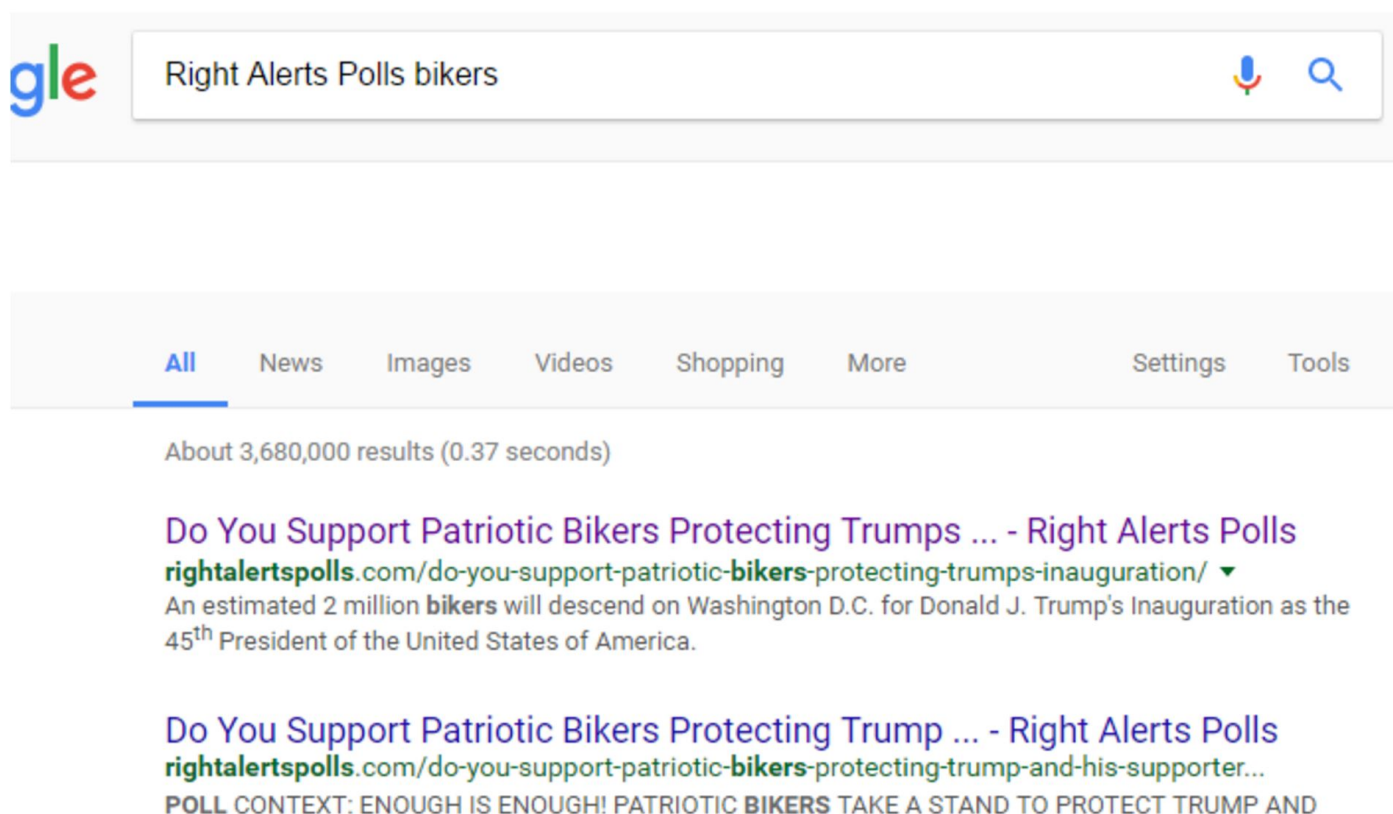 gle Right Alerts Polls bikers
All News Images Videos Shopping More Settings Tools
About 3,680,000 results (0.37 seconds)
Do You Support Patriotic Bikers Protecting Trumps ... - Right Alerts Polls
rightalertspolls.com/do-you-support-patriotic-bikers-protecting-trumps-inauguration/
An estimated 2 million bikers will descend on Washington D.C. for Donald J. Trump's Inauguration as the
45th President of the United States of America.
Do You Support Patriotic Bikers Protecting Trump ... - Right Alerts Polls
rightalertspolls.com/do-you-support-patriotic-bikers-protecting-trump-and-his-supporter...
POLL CONTEXT: ENOUGH IS ENOUGH! PATRIOTIC BIKERS TAKE A STAND TO PROTECT TRUMP AND